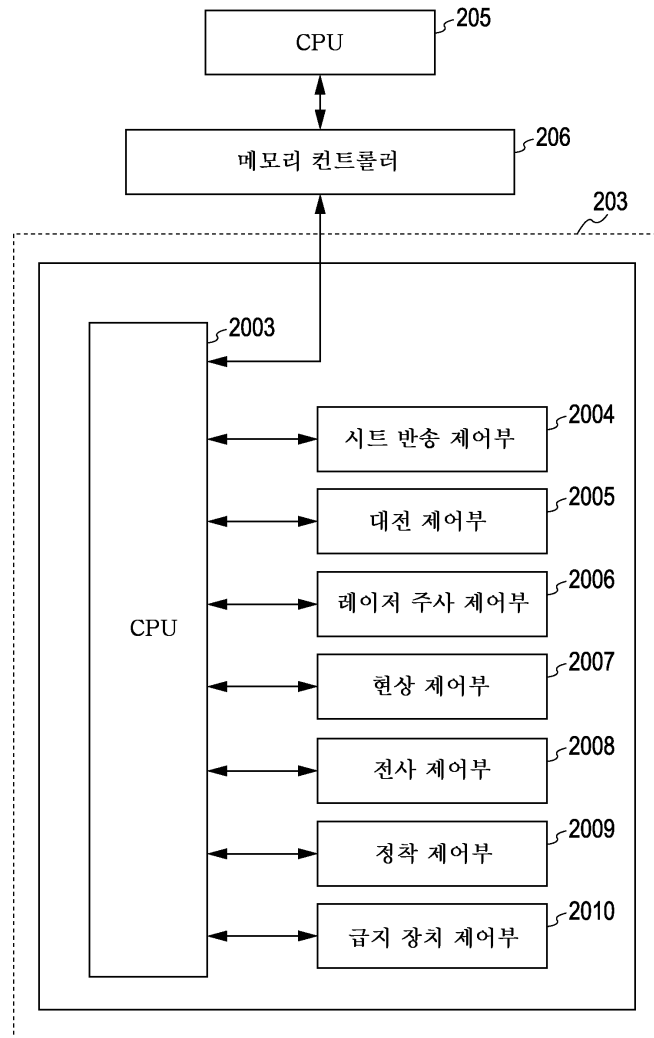 CPU
205
메모리 컨트롤러
206
203
2003
CPU
시트 반송 제어부
2004
대전 제어부
2005
레이저 주사 제어부
2006
현상 제어부
2007
전사 제어부
2008
정착 제어부
2009
급지 장치 제어부
2010